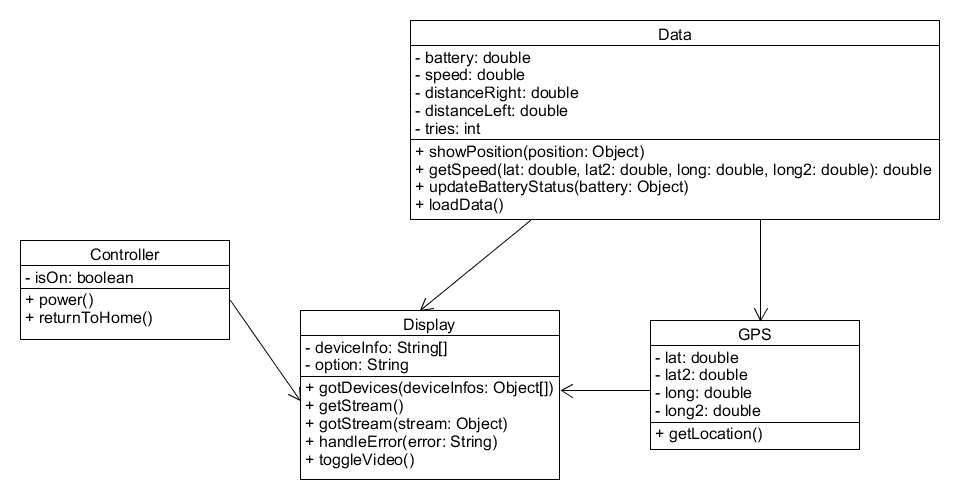 Data
- battery: double
- speed: double
- distanceRight: double
- distanceLeft: double
- tries: int
+ showPosition(position: Object)
+ getSpeed(lat: double, lat2: double, long: double, long2: double): double
+ updateBatteryStatus(battery: Object)
+ loadData()
Controller
- isOn: boolean
+ power()
+ returnToHome()
Display
- deviceInfo: String[]
- option: String
+ gotDevices(deviceInfos: Object[])
+ getStream()
+ gotStream(stream: Object)
+ handleError(error: String)
+ toggleVideo()
GPS
- lat: double
- lat2: double
- long: double
- long2: double
+ getLocation()